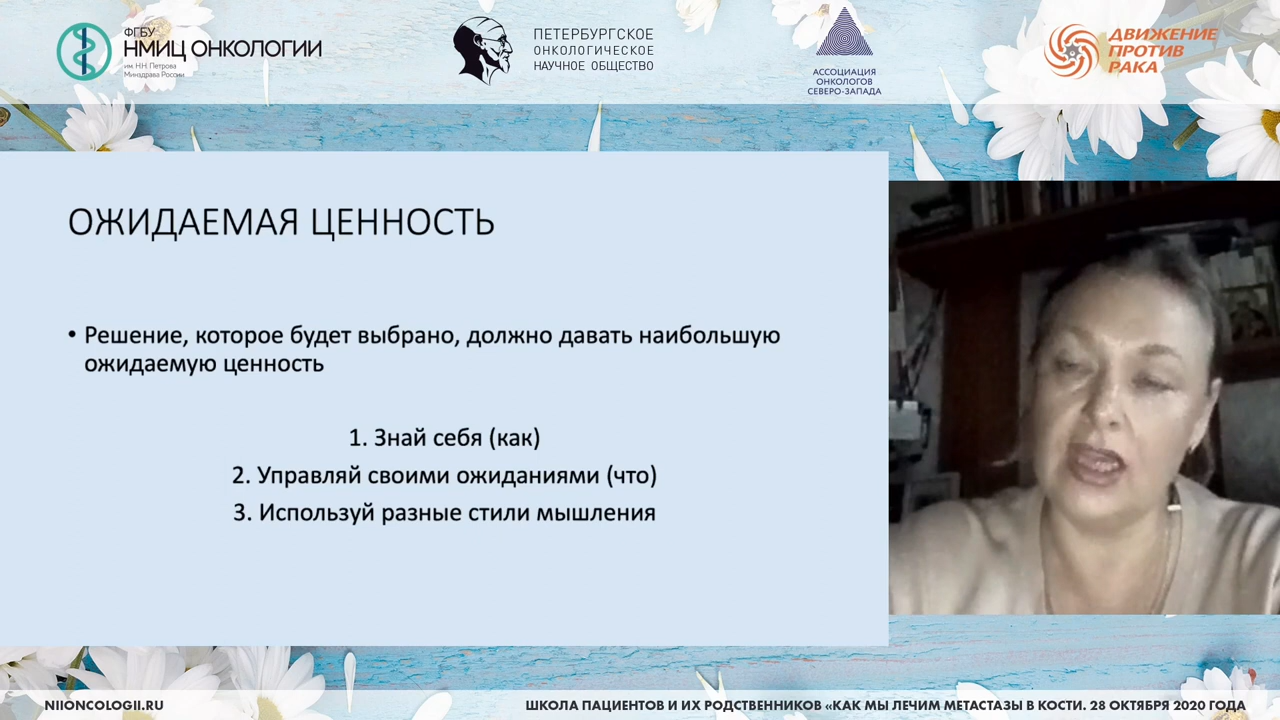 ФГБУ
НМИЦ ОНКОЛОГИИ
им. Н.Н. Петрова
Минздрава России
ПЕТЕРБУРГСКОЕ
ОНКОЛОГИЧЕСКОЕ
НАУЧНОЕ ОБЩЕСТВО
АССОЦИАЦИЯ
ОНКОЛОГОВ
СЕВЕРО-ЗАПАДА
ДВИЖЕНИЕ
ПРОТИВ
РАКА
ОЖИДАЕМАЯ ЦЕННОСТЬ
• Решение, которое будет выбрано, должно давать наибольшую
ожидаемую ценность
1. Знай себя (как)
2. Управляй своими ожиданиями (что)
3. Используй разные стили мышления
NIIONCOLOGII.RU
ШКОЛА ПАЦИЕНТОВ И ИХ РОДСТВЕННИКОВ «КАК МЫ ЛЕЧИМ МЕТАСТАЗЫ В КОСТИ. 28 ОКТЯБРЯ 2020 ГОДА